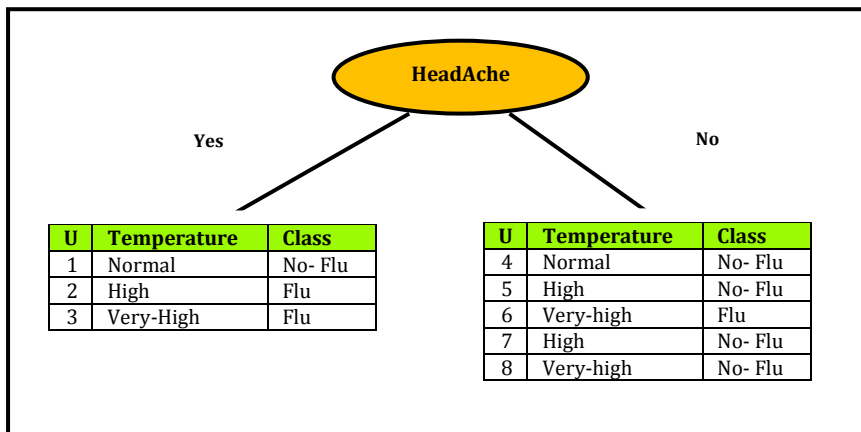 HeadAche
Yes
No
U Temperature Class
1 Normal No- Flu
2 High Flu
3 Very-High Flu
U Temperature Class
4 Normal No- Flu
5 High No- Flu
6 Very-high Flu
7 High No- Flu
8 Very-high No- Flu